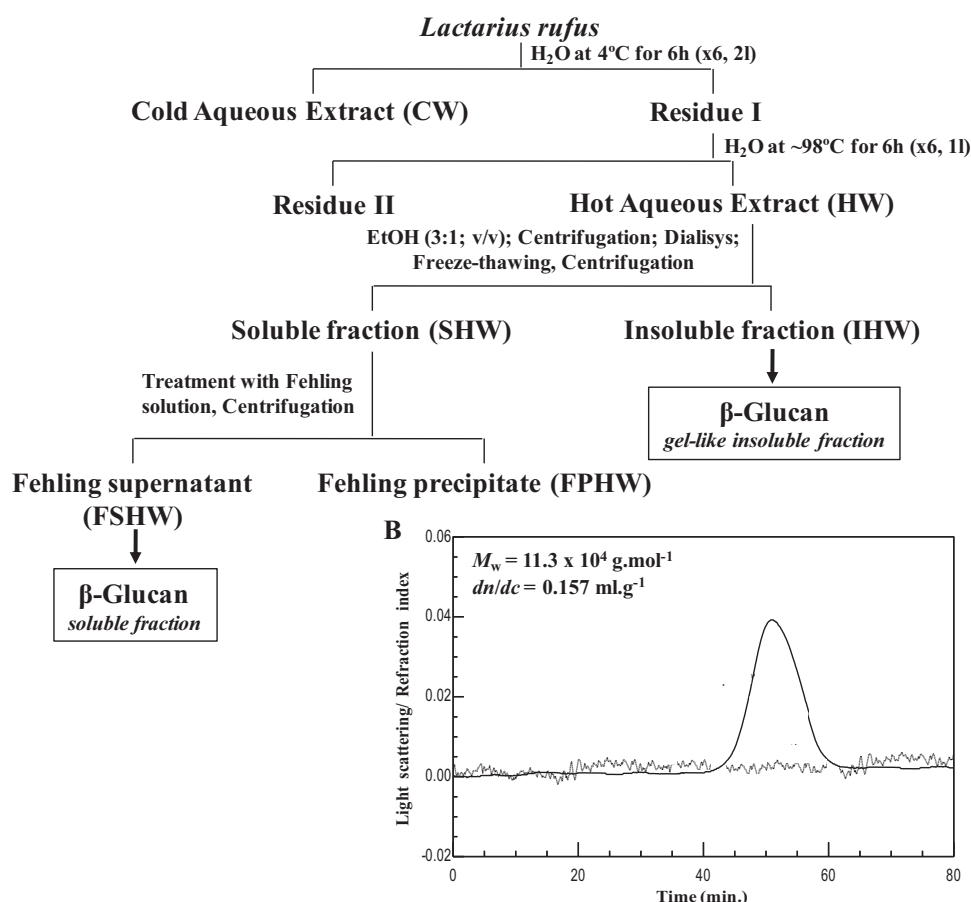 Lactarius rufus
H₂O at 4ºC for 6h (x6, 2l)
Cold Aqueous Extract (CW)
Residue I
H₂O at ~98ºC for 6h (x6, 1l)
Residue II
Hot Aqueous Extract (HW)
EtOH (3:1; v/v); Centrifugation; Dialisys;
Freeze-thawing, Centrifugation
Soluble fraction (SHW)
Insoluble fraction (IHW)
Treatment with Fehling
solution, Centrifugation
β-Glucan
gel-like insoluble fraction
Fehling supernatant
(FSHW)
Fehling precipitate (FPHW)
β-Glucan
soluble fraction
B
Mw = 11.3 x 10⁴ g.mol⁻¹
dn/dc = 0.157 ml.g⁻¹
Light scattering/ Refraction index
0.06
0.04
0.02
0.00
-0.02
0
20
40
60
80
Time (min.)